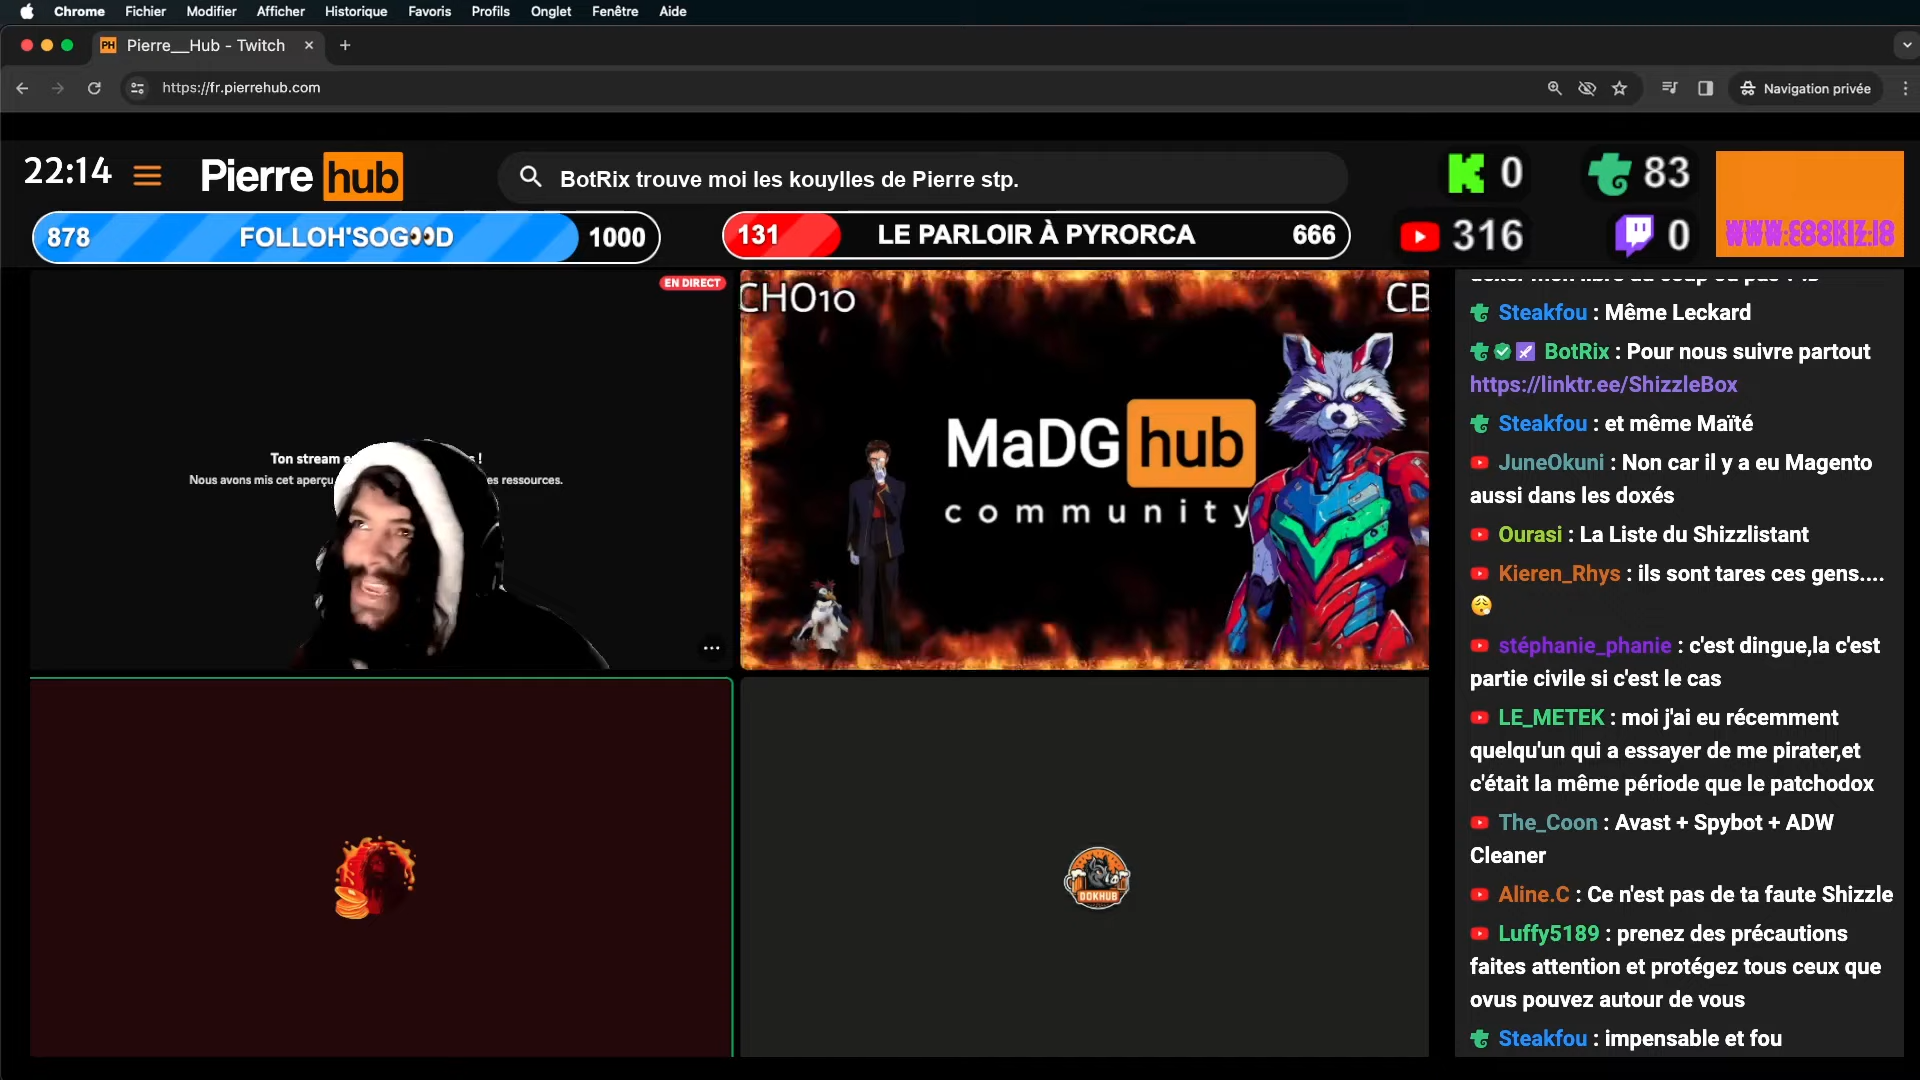 Chrome Fichier Modifier Afficher Historique Favoris Profils Onglet Fenêtre Aide
PH Pierre__Hub - Twitch
https://fr.pierrehub.com
Navigation privée
22:14
Pierre hub
BotRix trouve moi les kouylles de Pierre stp.
0
83
878 FOLLOH'SOG👀D 1000
131 LE PARLOIR À PYRORCA 666
316
0
EN DIRECT
Ton stream
!
Nous avons mis cet aperçu
es ressources.
CHO10
CB
MaDG hub
community
DOKHUB
Steakfou : Même Leckard
BotRix : Pour nous suivre partout
https://linktr.ee/ShizzleBox
Steakfou : et même Maïté
JuneOkuni : Non car il y a eu Magento
aussi dans les doxés
Ourasi : La Liste du Shizzlistant
Kieren_Rhys : ils sont tares ces gens....
😮‍💨
stéphanie_phanie : c'est dingue,la c'est
partie civile si c'est le cas
LE_METEK : moi j'ai eu récemment
quelqu'un qui a essayer de me pirater,et
c'était la même période que le patchodox
The_Coon : Avast + Spybot + ADW
Cleaner
Aline.C : Ce n'est pas de ta faute Shizzle
Luffy5189 : prenez des précautions
faites attention et protégez tous ceux que
ovus pouvez autour de vous
Steakfou : impensable et fou